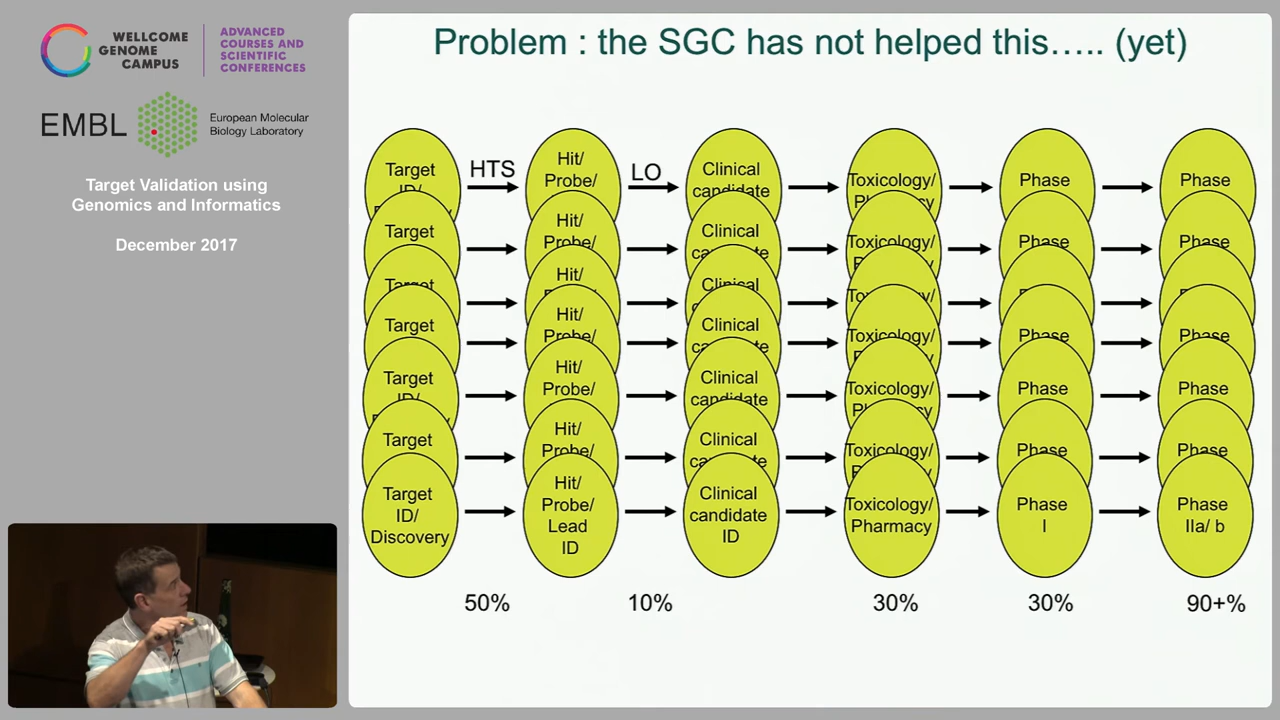 WELLCOME
GENOME
CAMPUS
ADVANCED
COURSES AND
SCIENTIFIC
CONFERENCES
EMBL
European Molecular
Biology Laboratory
Target Validation using
Genomics and Informatics
December 2017
Problem : the SGC has not helped this….. (yet)
Target
ID/
HTS
Hit/
Probe/
LO
Clinical
candidate
Toxicology/
Phase
Phase
Target
Hit/
Probe/
Clinical
candidate
Toxicology/
Phase
Phase
Target
Hit/
Clinical
Toxicology/
Target
Hit/
Probe/
Clinical
candidate
Toxicology/
Phase
Phase
Target
ID/
Hit/
Probe/
Clinical
candidate
Toxicology/
Pharmacy
Phase
Phase
Target
Hit/
Probe/
Clinical
candidate
Toxicology/
Phase
Phase
Target
ID/
Discovery
Hit/
Probe/
Lead
ID
Clinical
candidate
ID
Toxicology/
Pharmacy
Phase
I
Phase
IIa/ b
50%
10%
30%
30%
90+%